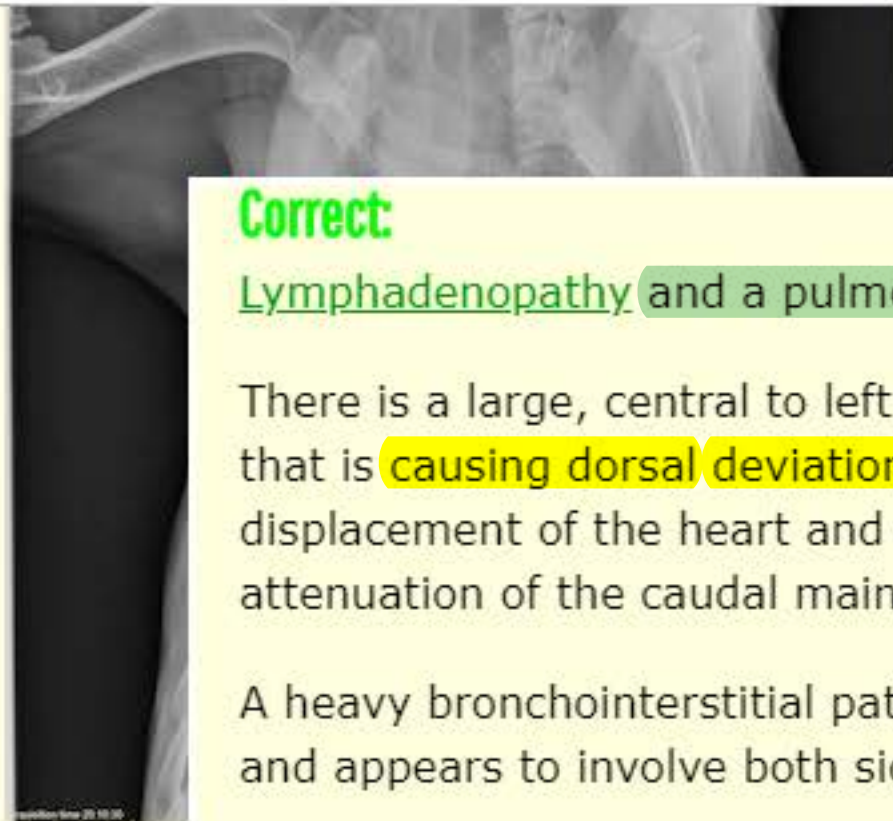 Correct:
Lymphadenopathy and a pulm
There is a large, central to left
that is causing dorsal deviation
displacement of the heart and
attenuation of the caudal main
A heavy bronchointerstitial pat
and appears to involve both si